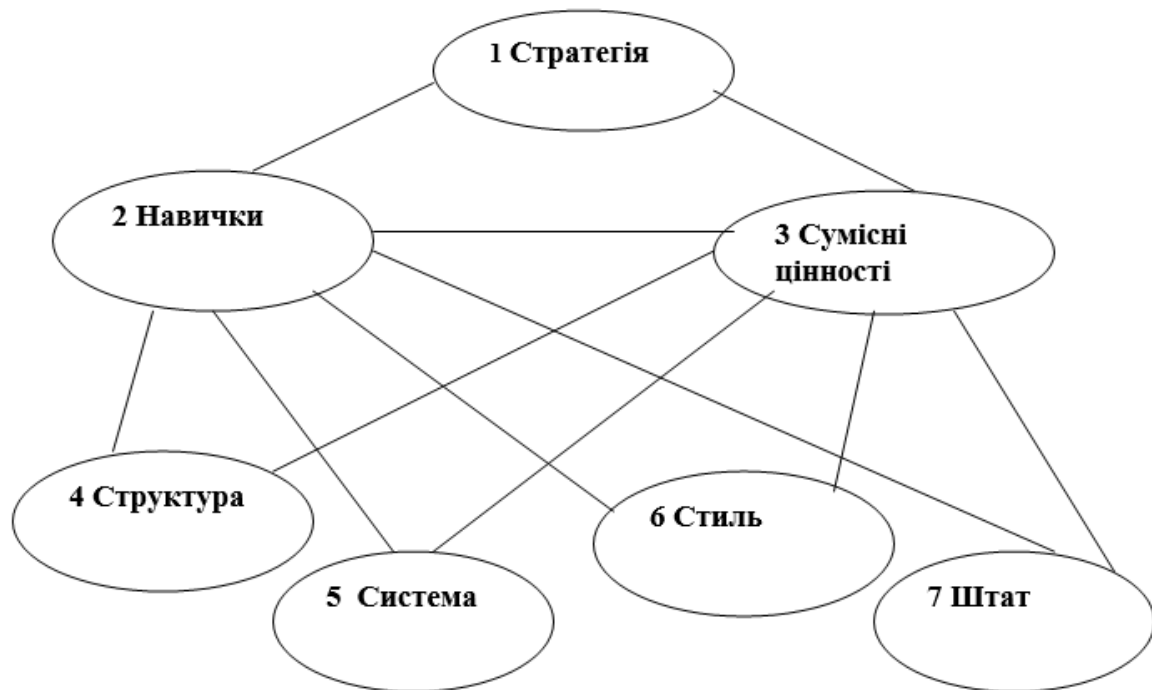 1 Стратегія
2 Навички
3 Сумісні
цінності
4 Структура
6 Стиль
5 Система
7 Штат